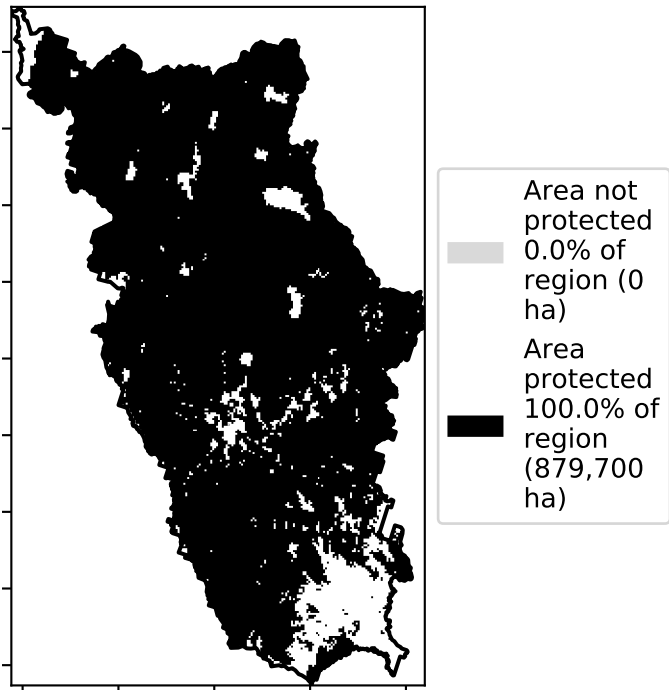 Area not
protected
0.0% of
region (0
ha)
Area
protected
100.0% of
region
(879,700
ha)